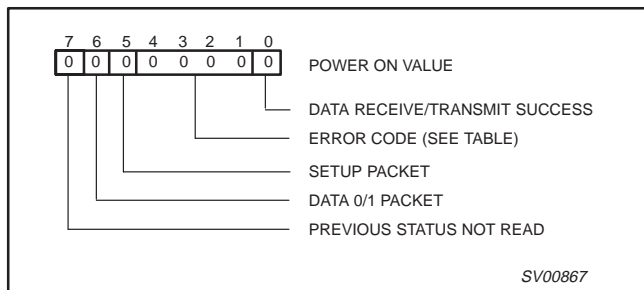 7 6 5 4 3 2 1 0
0 0 0 0 0 0 0 0 POWER ON VALUE
DATA RECEIVE/TRANSMIT SUCCESS
ERROR CODE (SEE TABLE)
SETUP PACKET
DATA 0/1 PACKET
PREVIOUS STATUS NOT READ
SV00867